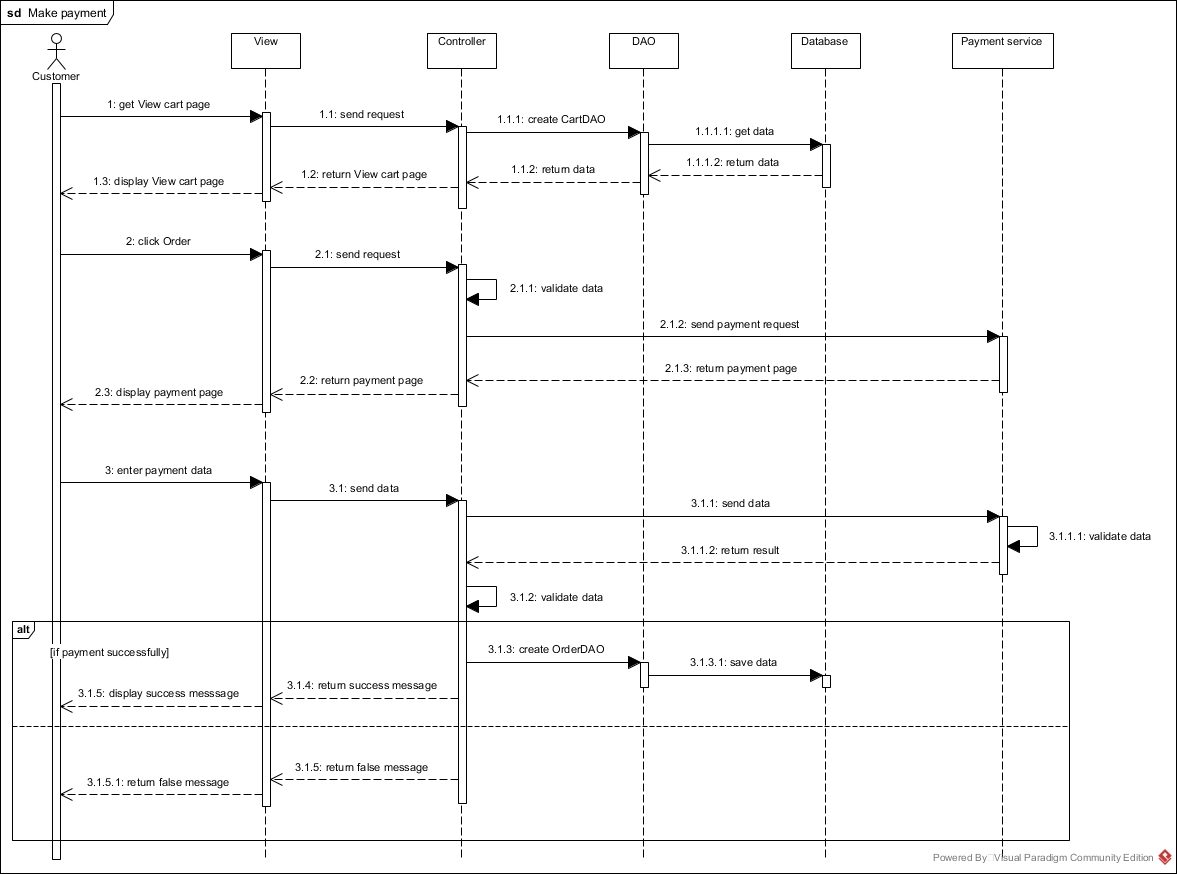 sd Make payment
View
Controller
DAO
Database
Payment service
Customer
1: get View cart page
1.1: send request
1.1.1: create CartDAO
1.1.1.1: get data
1.1.1.2: return data
1.1.2: return data
1.2: return View cart page
1.3: display View cart page
2: click Order
2.1: send request
2.1.1: validate data
2.1.2: send payment request
2.1.3: return payment page
2.2: return payment page
2.3: display payment page
3: enter payment data
3.1: send data
3.1.1: send data
3.1.1.1: validate data
3.1.1.2: return result
3.1.2: validate data
alt
[if payment successfully]
3.1.3: create OrderDAO
3.1.3.1: save data
3.1.4: return success message
3.1.5: display success messsage
3.1.5: return false message
3.1.5.1: return false message
Powered By Visual Paradigm Community Edition